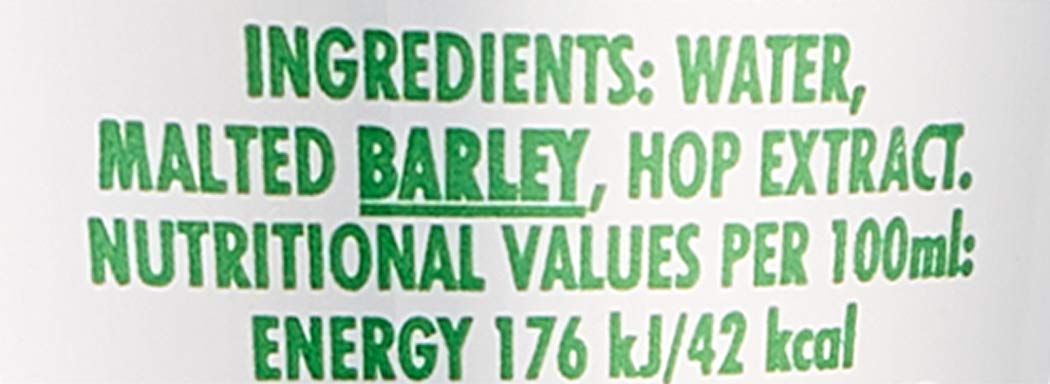 INGREDIENTS: WATER,
MALTED BARLEY, HOP EXTRACT.
NUTRITIONAL VALUES PER 100ml:
ENERGY 176 kJ/42 kcal